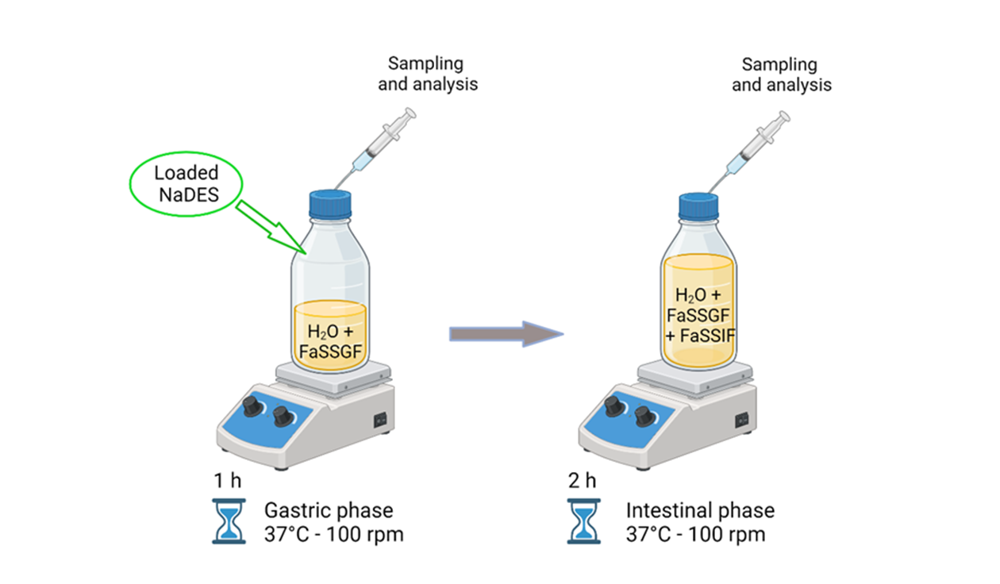 Sampling
and analysis
Loaded
NaDES
H₂O +
FaSSGF
1 h
Gastric phase
37°C - 100 rpm
Sampling
and analysis
H₂O +
FaSSGF
+ FaSSIF
2 h
Intestinal phase
37°C - 100 rpm